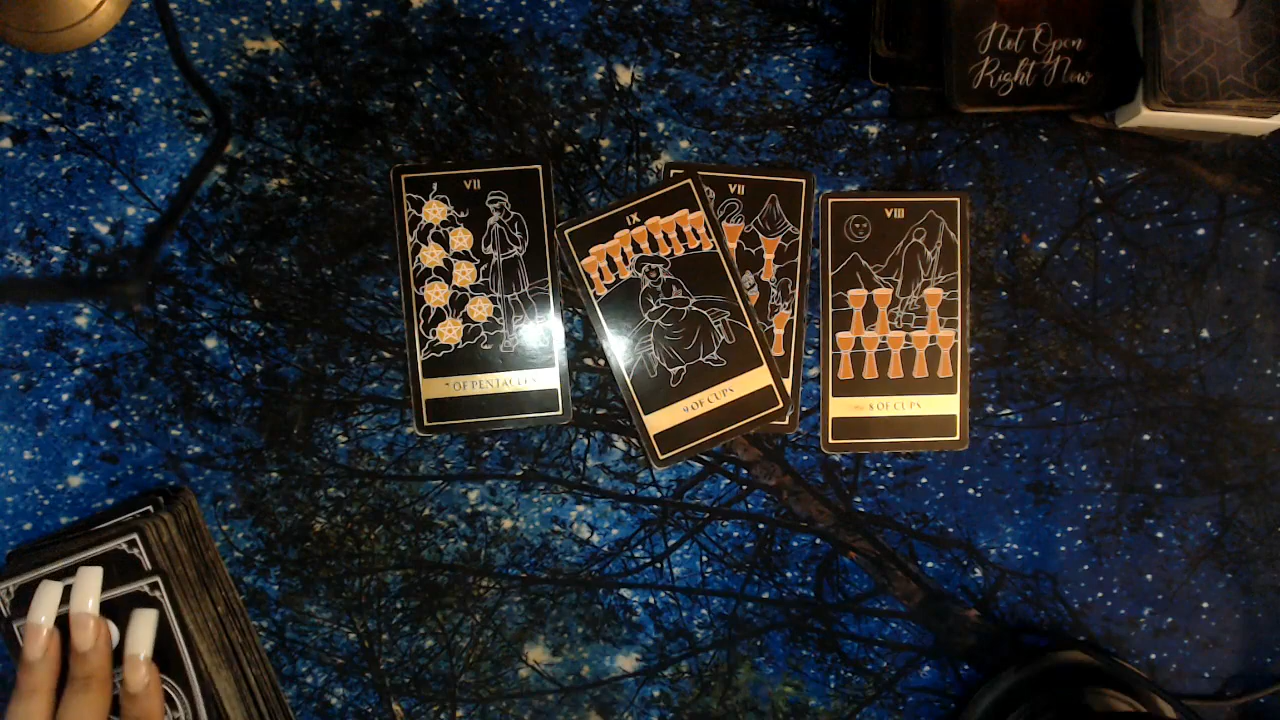 Not Open
Right Now
VII
7 OF PENTACLES
IX
9 OF CUPS
VII
VIII
8 OF CUPS